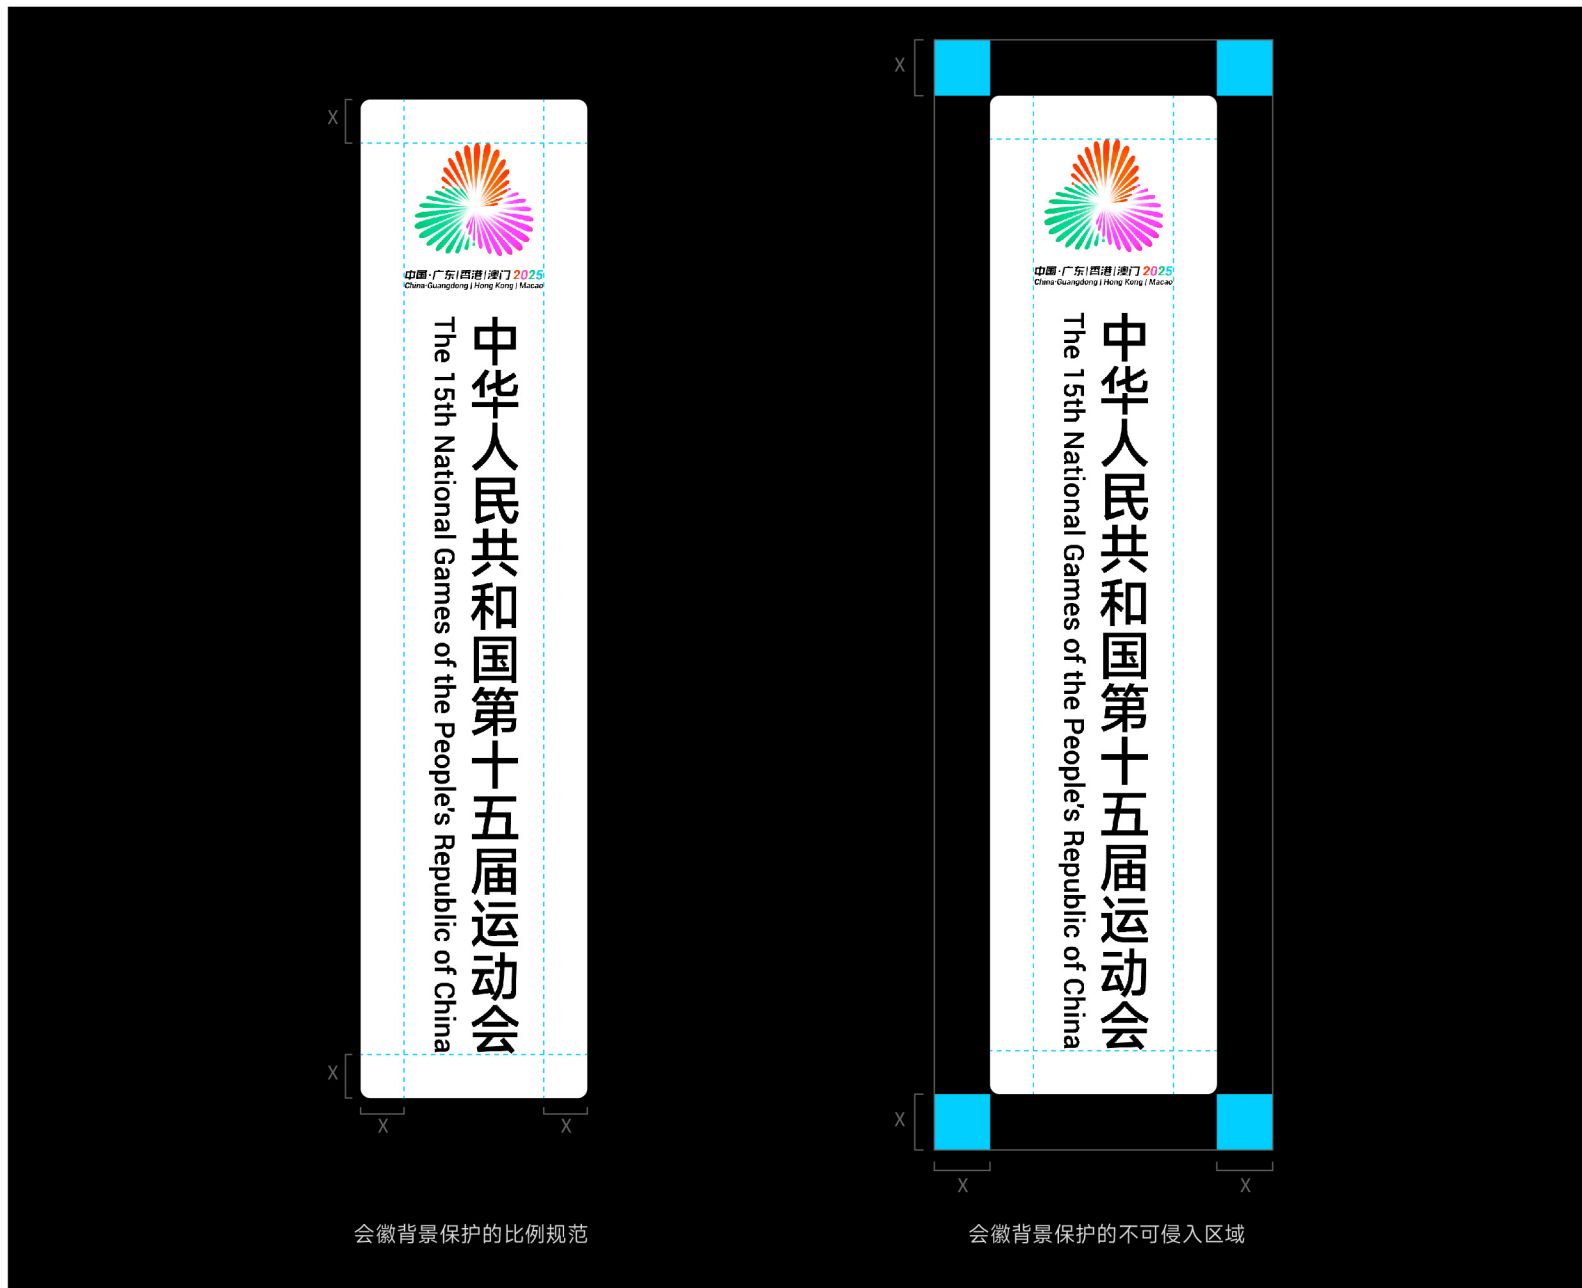 X
中国·广东|香港|澳门 2025
China·Guangdong | Hong Kong | Macao
中华人民共和国第十五届运动会
The 15th National Games of the People's Republic of China
X
X
X
会徽背景保护的比例规范
X
中国·广东|香港|澳门 2025
China·Guangdong | Hong Kong | Macao
中华人民共和国第十五届运动会
The 15th National Games of the People's Republic of China
X
X
X
会徽背景保护的不可侵入区域